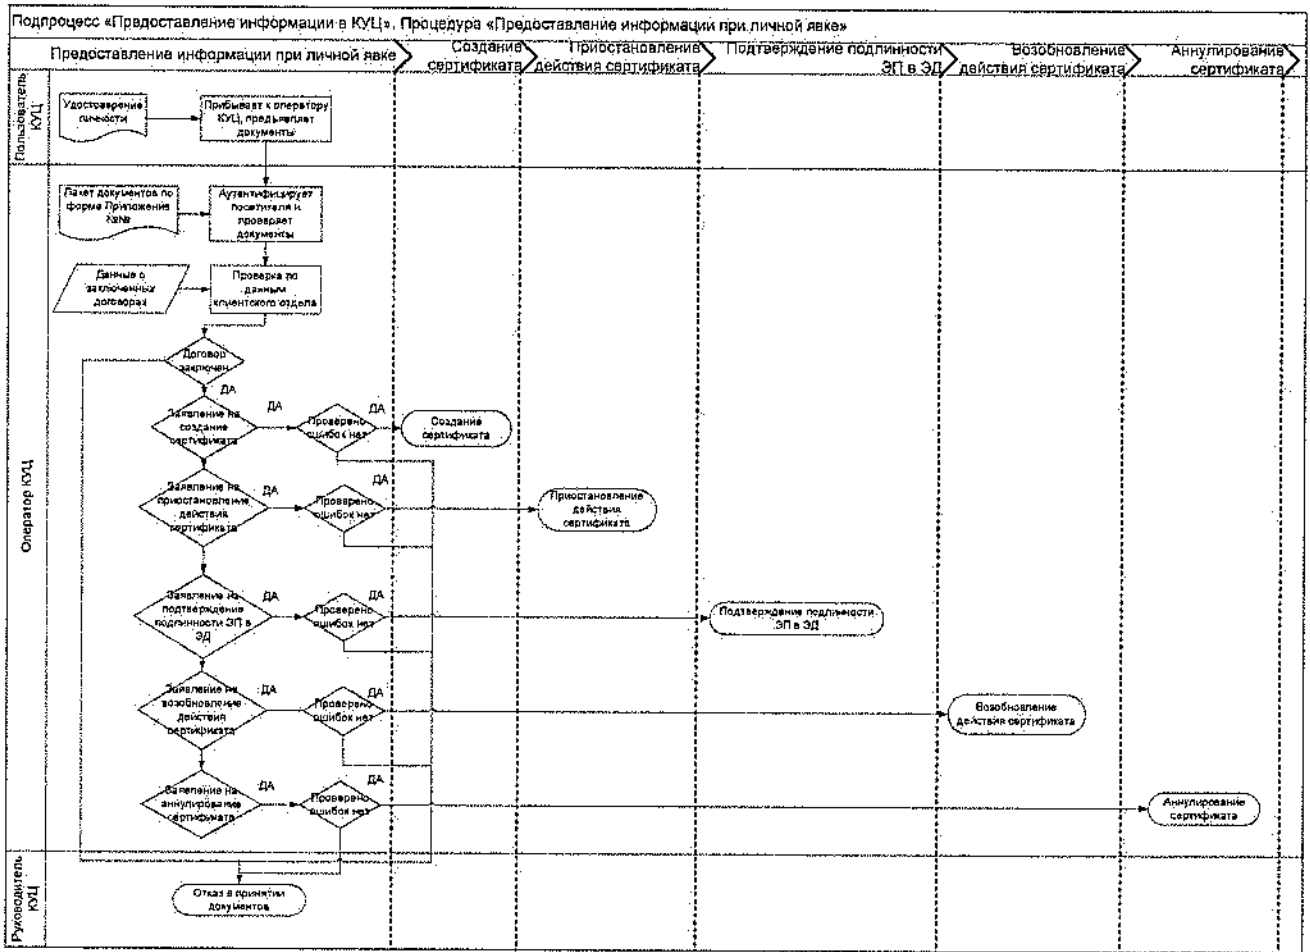 Подпроцесс «Предоставление информации в КУЦ», Процедура «Предоставление информации при личной явке»
Предоставление информации при личной явке
Создание
сертификата
Приостановление
действия сертификата
Подтверждение подлинности
ЭП в ЭД
Возобновление
действия сертификата
Аннулирование
сертификата
Пользователь
КУЦ
Удостоверение
личности
Прибывает к оператору
КУЦ, предъявляет
документы
Оператор КУЦ
Пакет документов по
форме Приложения
Аутентифицирует
посетителя и
проверяет
документы
Данные о
заключенных
договорах
Проверка по
данным
клиентского отдела
Договор
заключен
ДА
Заявление на
создание
сертификата
ДА
Проверено
ошибок нет
ДА
Создание
сертификата
Заявление на
приостановление
действия
сертификата
ДА
Проверено
ошибок нет
ДА
Приостановление
действия
сертификата
Заявление на
подтверждение
подлинности ЭП в
ЭД
ДА
Проверено
ошибок нет
ДА
Подтверждение подлинности
ЭП в ЭД
Заявление на
возобновление
действия
сертификата
ДА
Проверено
ошибок нет
ДА
Возобновление
действия сертификата
Заявление на
аннулирование
сертификата
ДА
Проверено
ошибок нет
ДА
Аннулирование
сертификата
Руководитель
КУЦ
Отказ в принятии
документов